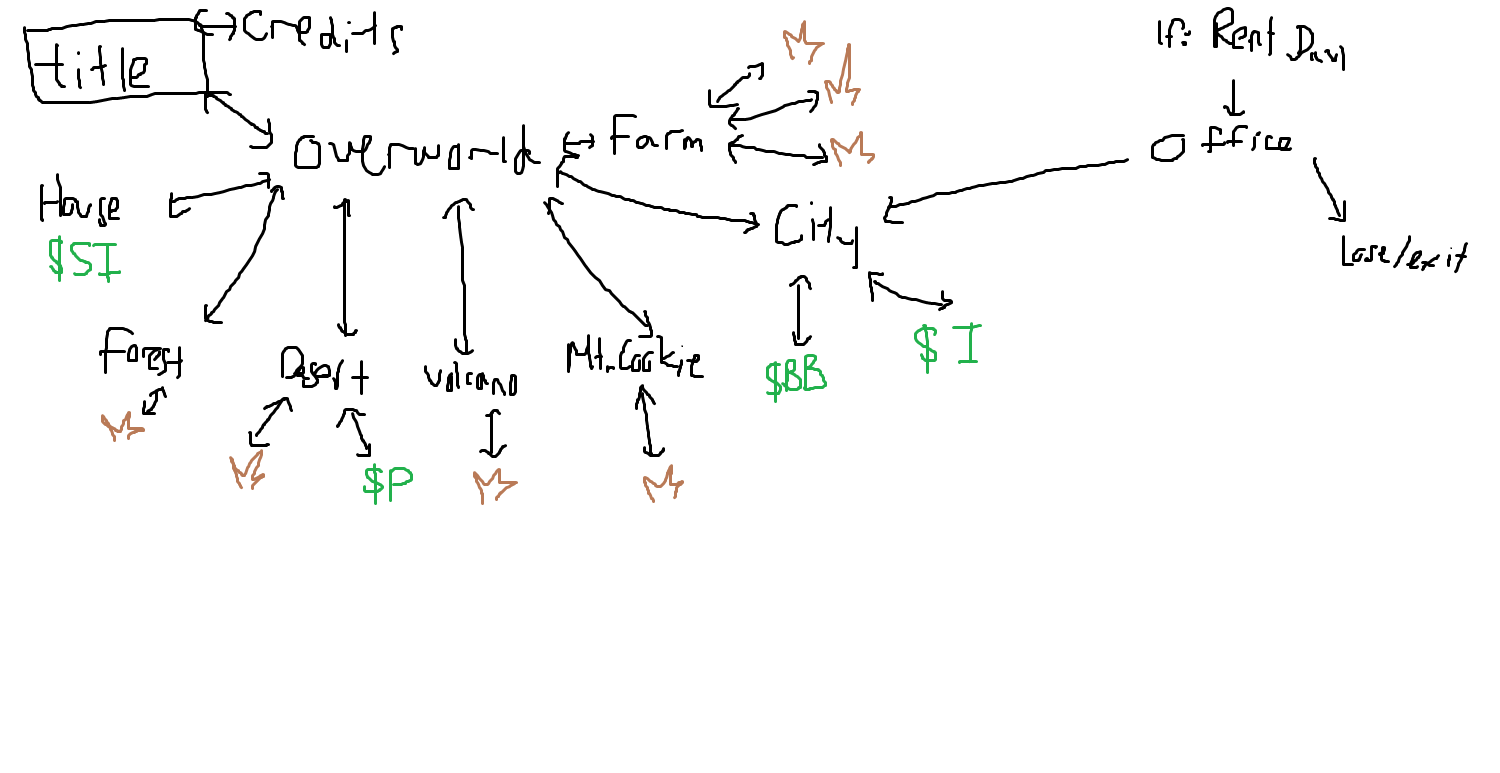 Credits
title
If: Rent Day
Overworld
Farm
Office
House
$SI
City
Lose/exit
Forest
Desert
Volcano
Mt. Cookie
$BB
$I
$P